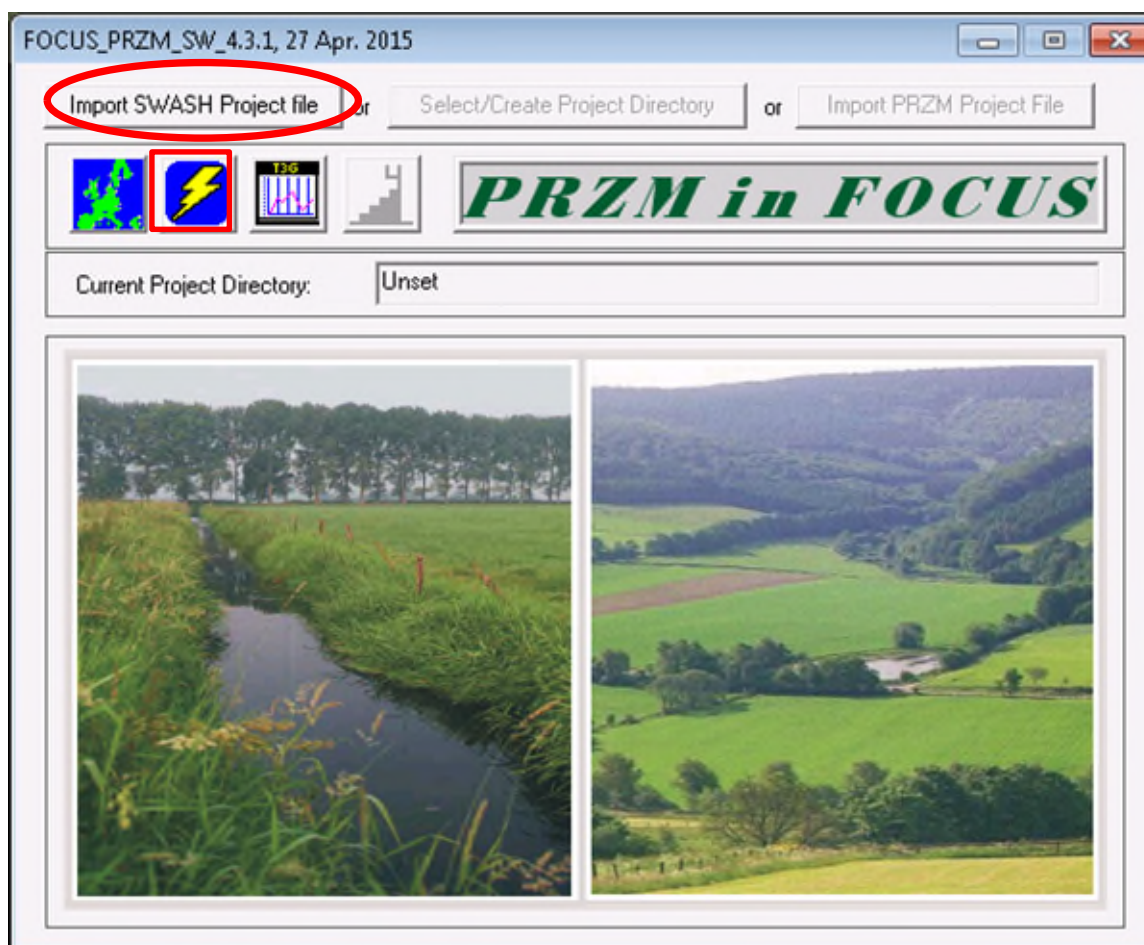 FOCUS_PRZM_SW_4.3.1, 27 Apr. 2015
Import SWASH Project file or Select/Create Project Directory or Import PRZM Project File
T3G
PRZM in FOCUS
Current Project Directory: Unset